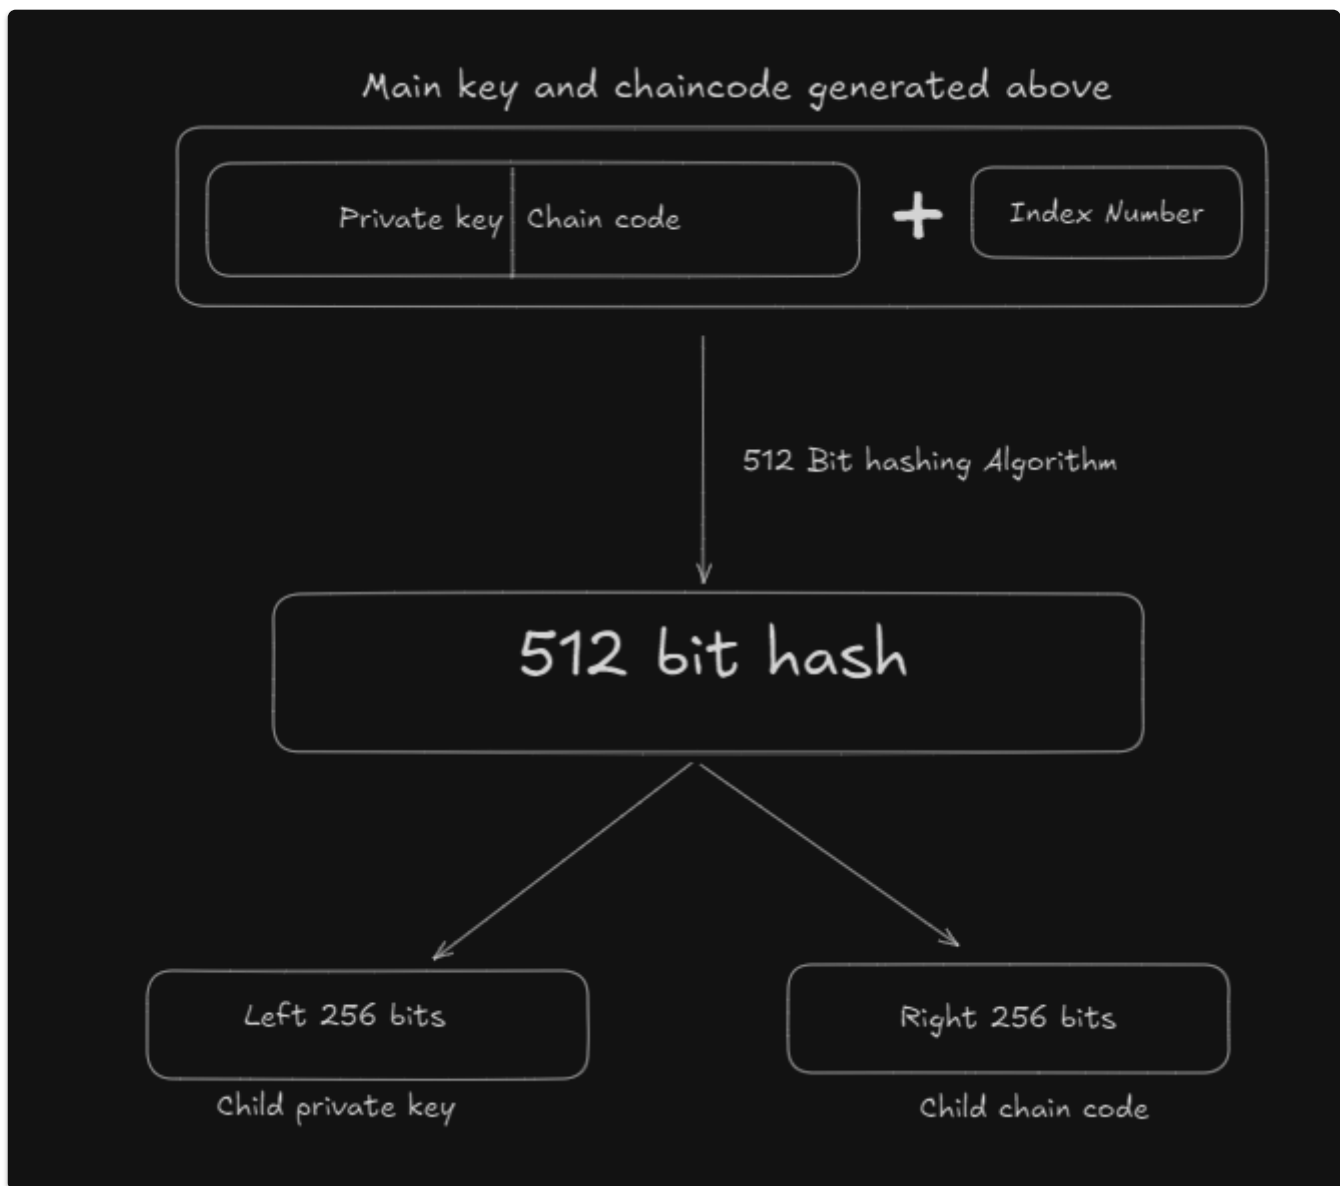 Main key and chaincode generated above
Private key
Chain code
+
Index Number
512 Bit hashing Algorithm
512 bit hash
Left 256 bits
Right 256 bits
Child private key
Child chain code